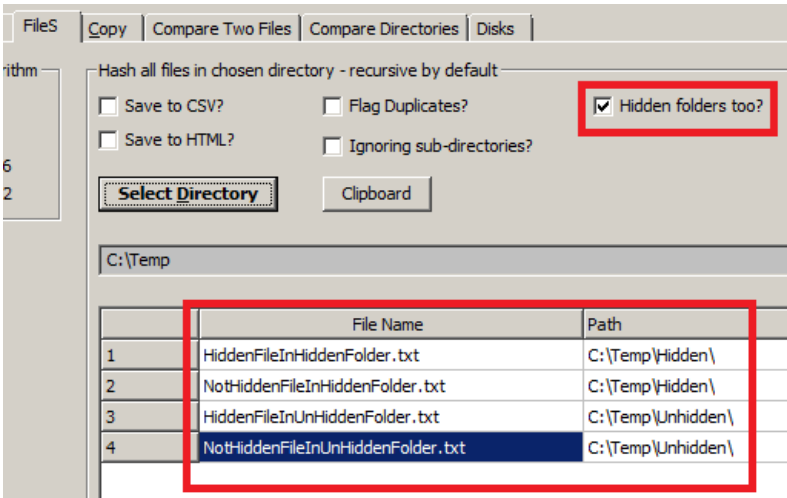 FileS Copy Compare Two Files Compare Directories Disks
rithm
Hash all files in chosen directory - recursive by default
Save to CSV? Flag Duplicates? Hidden folders too?
Save to HTML? Ignoring sub-directories?
6
2
Select Directory Clipboard
C:\Temp
File Name Path
1 HiddenFileInHiddenFolder.txt C:\Temp\Hidden\
2 NotHiddenFileInHiddenFolder.txt C:\Temp\Hidden\
3 HiddenFileInUnHiddenFolder.txt C:\Temp\Unhidden\
4 NotHiddenFileInUnHiddenFolder.txt C:\Temp\Unhidden\